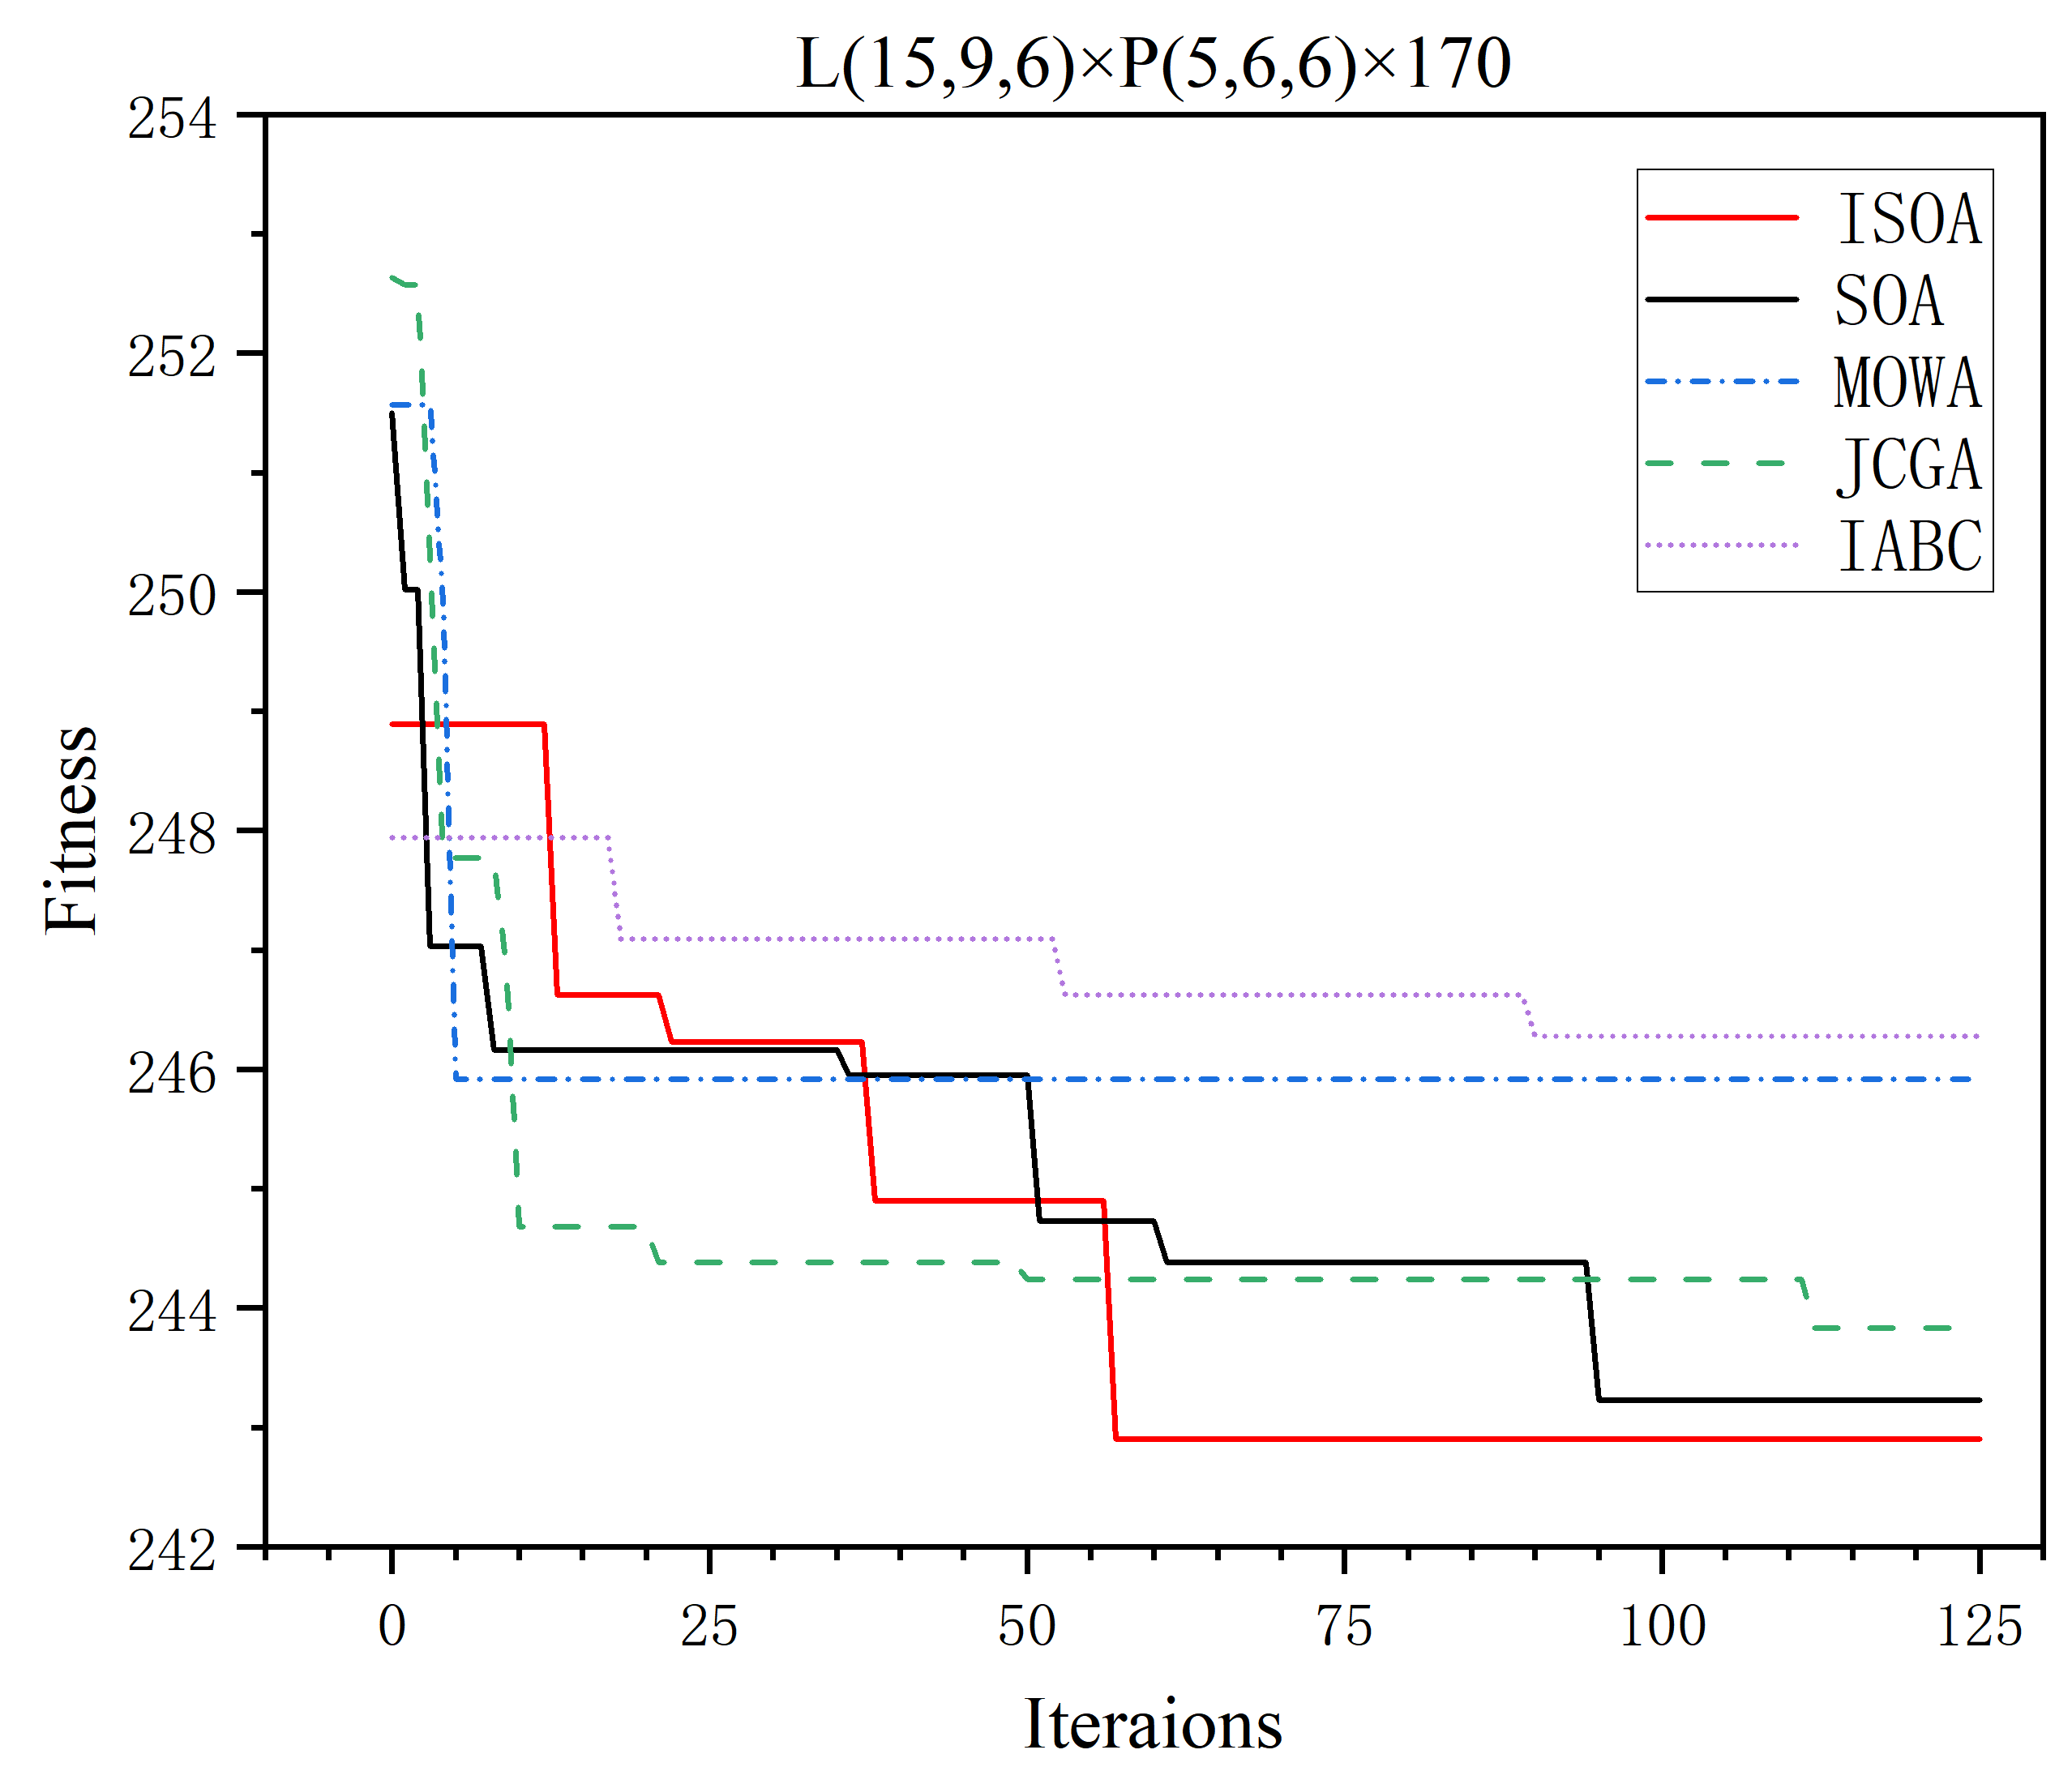 L(15,9,6)×P(5,6,6)×170
254
252
250
248
246
244
242
Fitness
ISOA
SOA
MOWA
JCGA
IABC
0 25 50 75 100 125
Iteraions